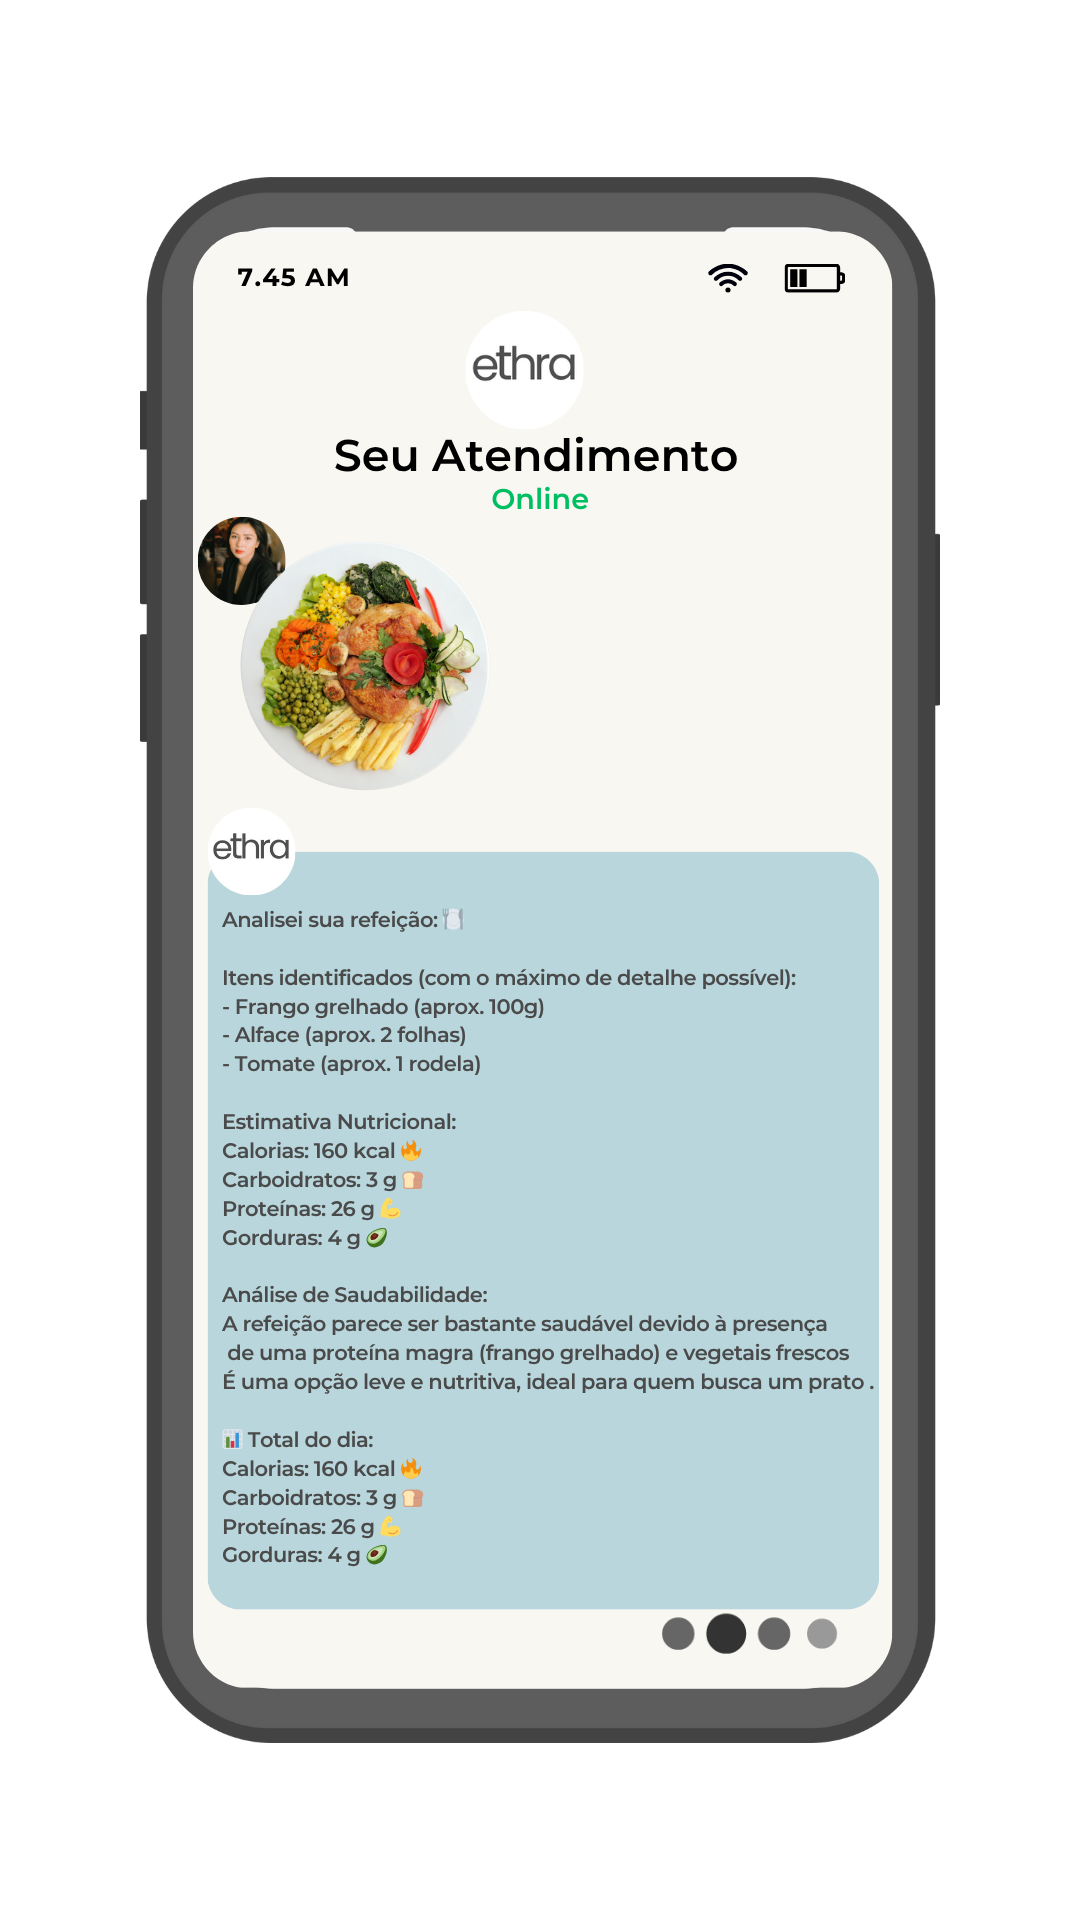 7.45 AM
ethra
Seu Atendimento
Online
ethra
Analisei sua refeição: 🍽️
Itens identificados (com o máximo de detalhe possível):
- Frango grelhado (aprox. 100g)
- Alface (aprox. 2 folhas)
- Tomate (aprox. 1 rodela)
Estimativa Nutricional:
Calorias: 160 kcal 🔥
Carboidratos: 3 g 🍞
Proteínas: 26 g 💪
Gorduras: 4 g 🥑
Análise de Saudabilidade:
A refeição parece ser bastante saudável devido à presença
de uma proteína magra (frango grelhado) e vegetais frescos
É uma opção leve e nutritiva, ideal para quem busca um prato .
📊 Total do dia:
Calorias: 160 kcal 🔥
Carboidratos: 3 g 🍞
Proteínas: 26 g 💪
Gorduras: 4 g 🥑